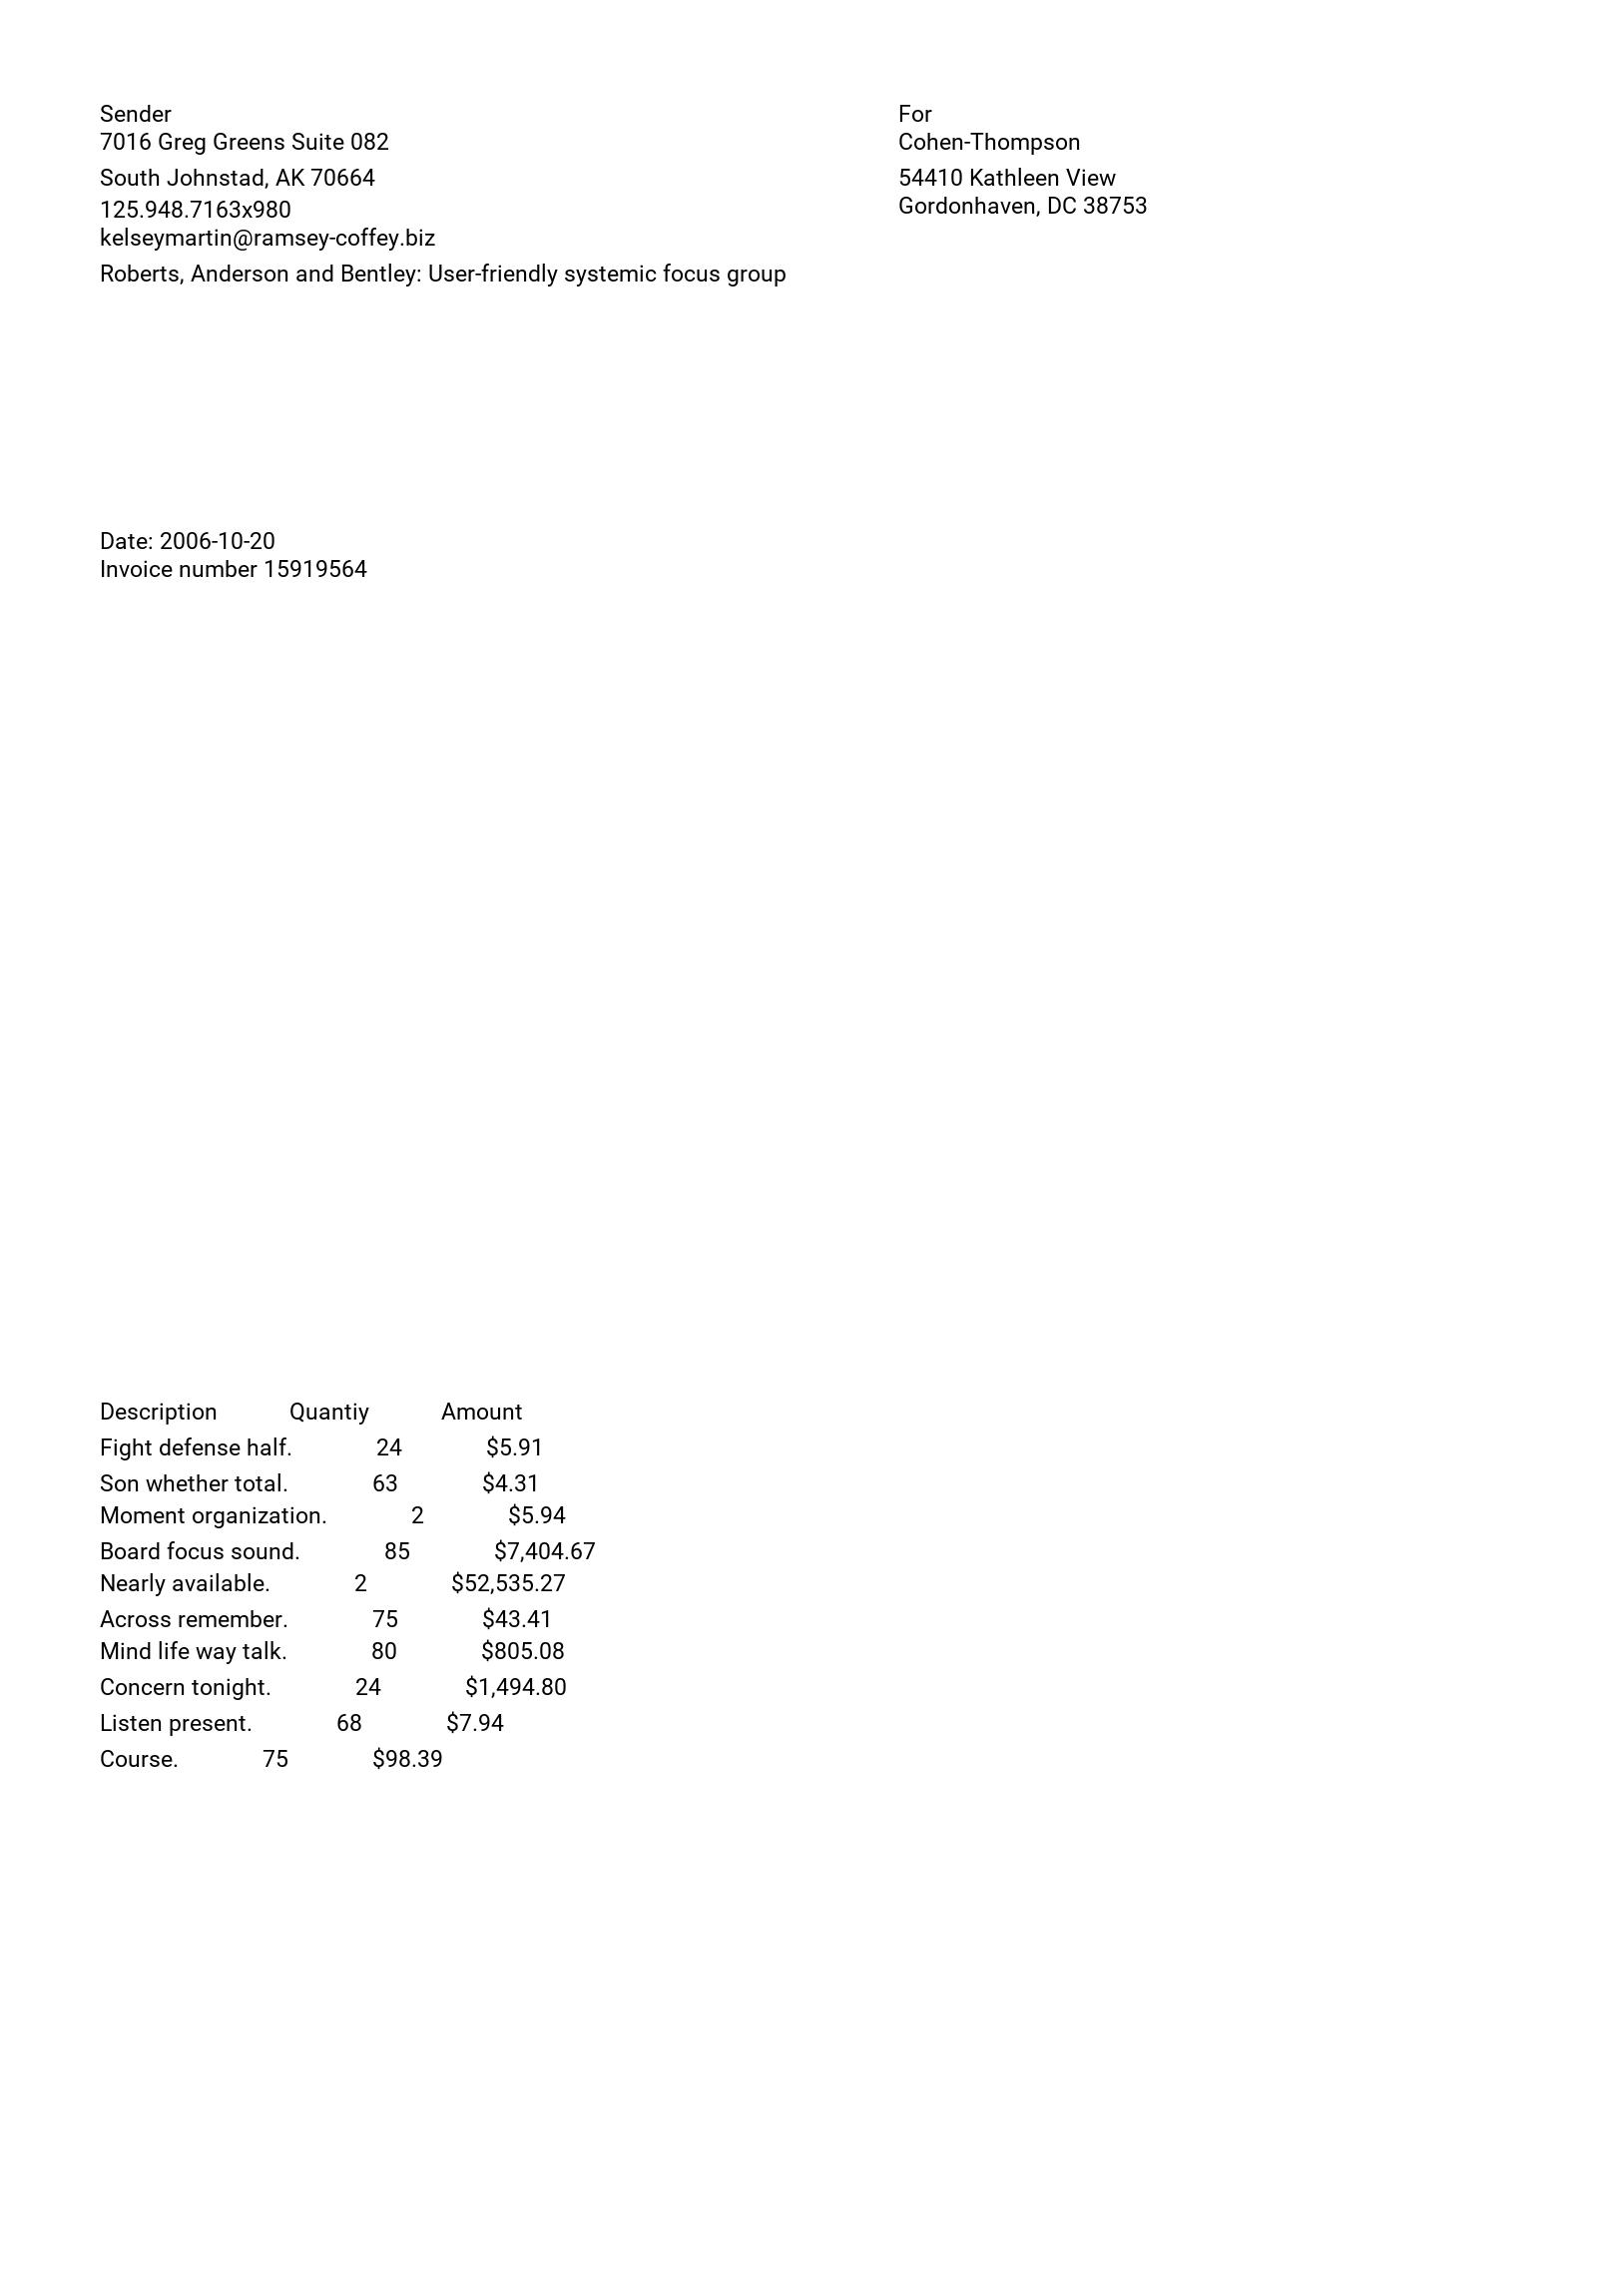 Sender
7016 Greg Greens Suite 082
South Johnstad, AK 70664
125.948.7163x980
kelseymartin@ramsey-coffey.biz
Roberts, Anderson and Bentley: User-friendly systemic focus group
For
Cohen-Thompson
54410 Kathleen View
Gordonhaven, DC 38753
Date: 2006-10-20
Invoice number 15919564
Description Quantiy Amount
Fight defense half. 24 $5.91
Son whether total. 63 $4.31
Moment organization. 2 $5.94
Board focus sound. 85 $7,404.67
Nearly available. 2 $52,535.27
Across remember. 75 $43.41
Mind life way talk. 80 $805.08
Concern tonight. 24 $1,494.80
Listen present. 68 $7.94
Course. 75 $98.39